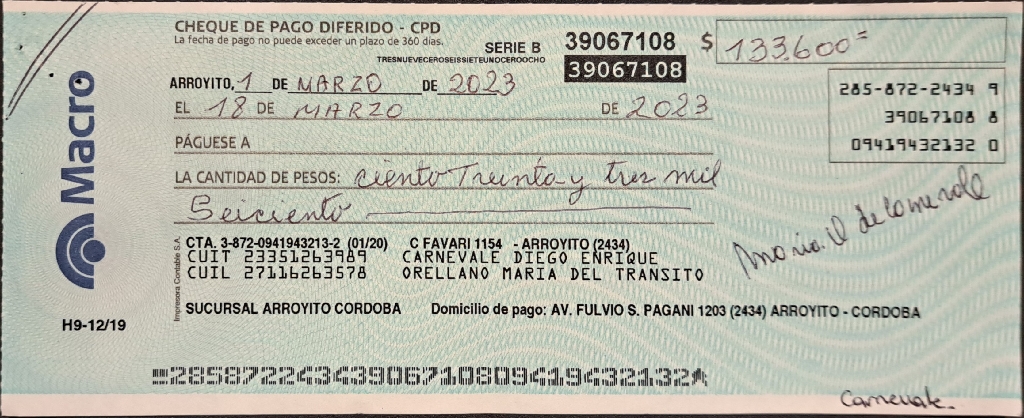 CHEQUE DE PAGO DIFERIDO - CPD
La fecha de pago no puede exceder un plazo de 360 días.
SERIE B 39067108 $ 133.600=
TRESNUEVECEROSEISSIETEUNOCEROOCHO
39067108
ARROYITO, 1 DE MARZO DE 2023
285-872-2434 9
EL 18 DE MARZO DE 2023
39067108 8
PÁGUESE A
09419432132 0
LA CANTIDAD DE PESOS: ciento Treinta y tres mil
Seiciento
CTA. 3-872-0941943213-2 (01/20) C FAVARI 1154 - ARROYITO (2434)
CUIT 23351263989 CARNEVALE DIEGO ENRIQUE
CUIL 27116263578 ORELLANO MARIA DEL TRANSITO
SUCURSAL ARROYITO CORDOBA Domicilio de pago: AV. FULVIO S. PAGANI 1203 (2434) ARROYITO - CORDOBA
Macro
H9-12/19
Impresora Contable S.A.
28587224343906710809419432132
Carnevale.